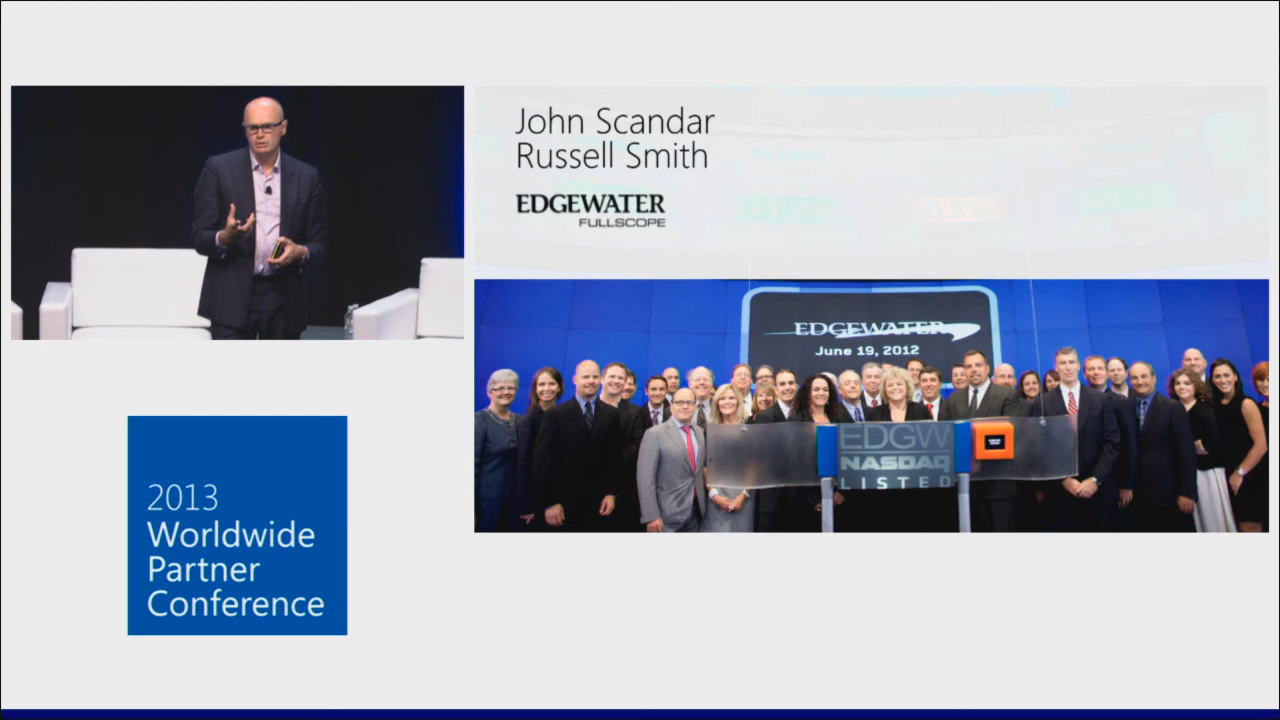 John Scandar
Russell Smith
EDGEWATER
FULLSCOPE
EDGEWATER
June 19, 2012
EDGW
NASDAQ
LISTED
2013
Worldwide
Partner
Conference